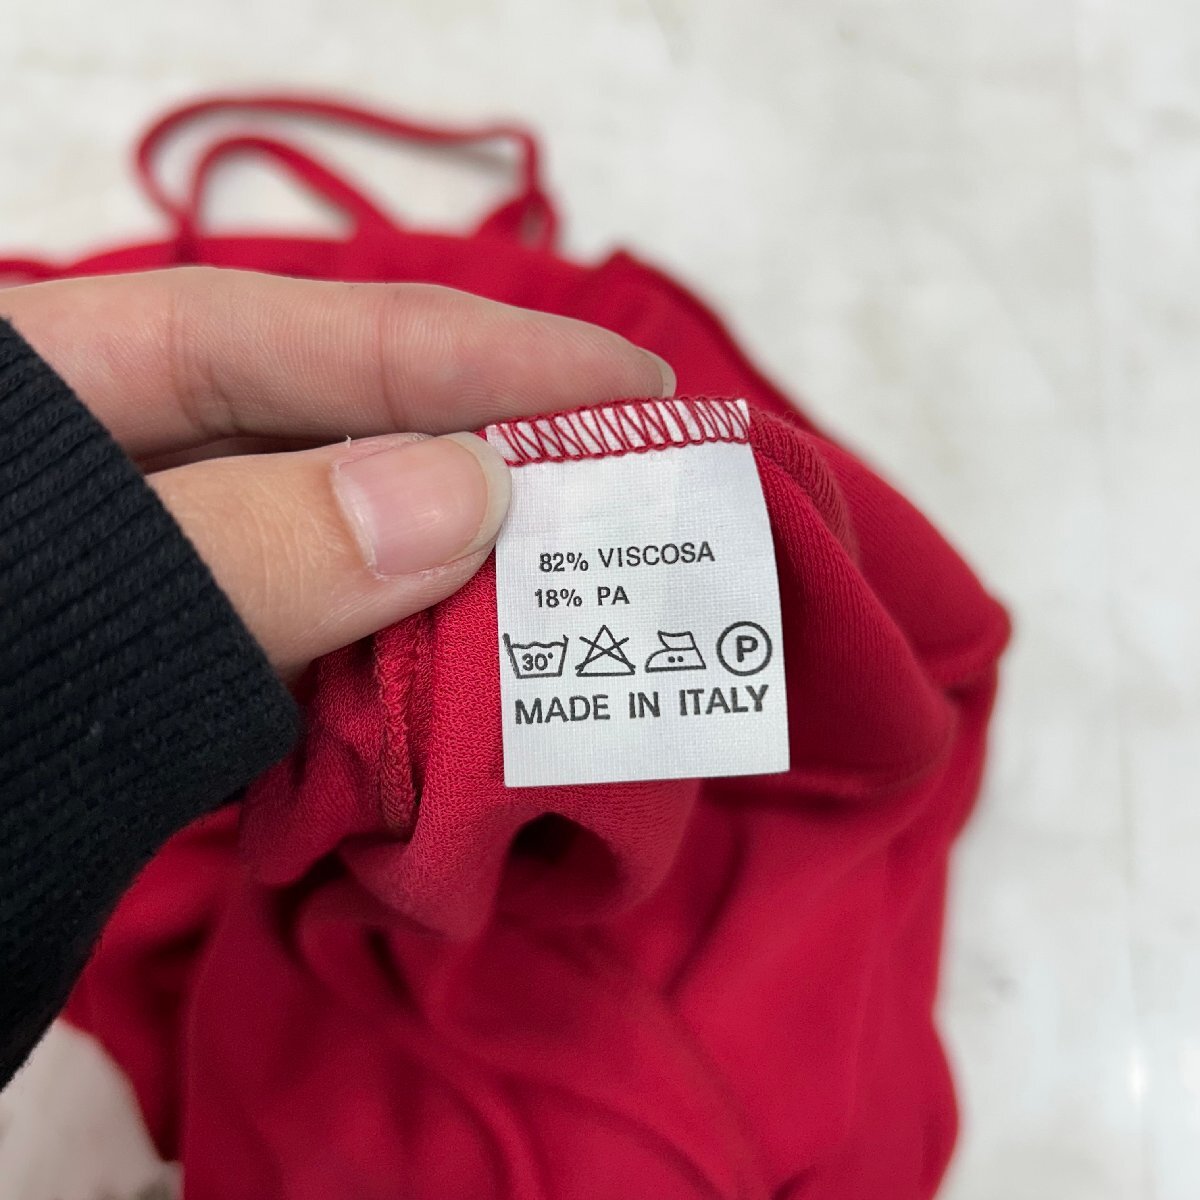 82% VISCOSA
18% PA
30° P
MADE IN ITALY